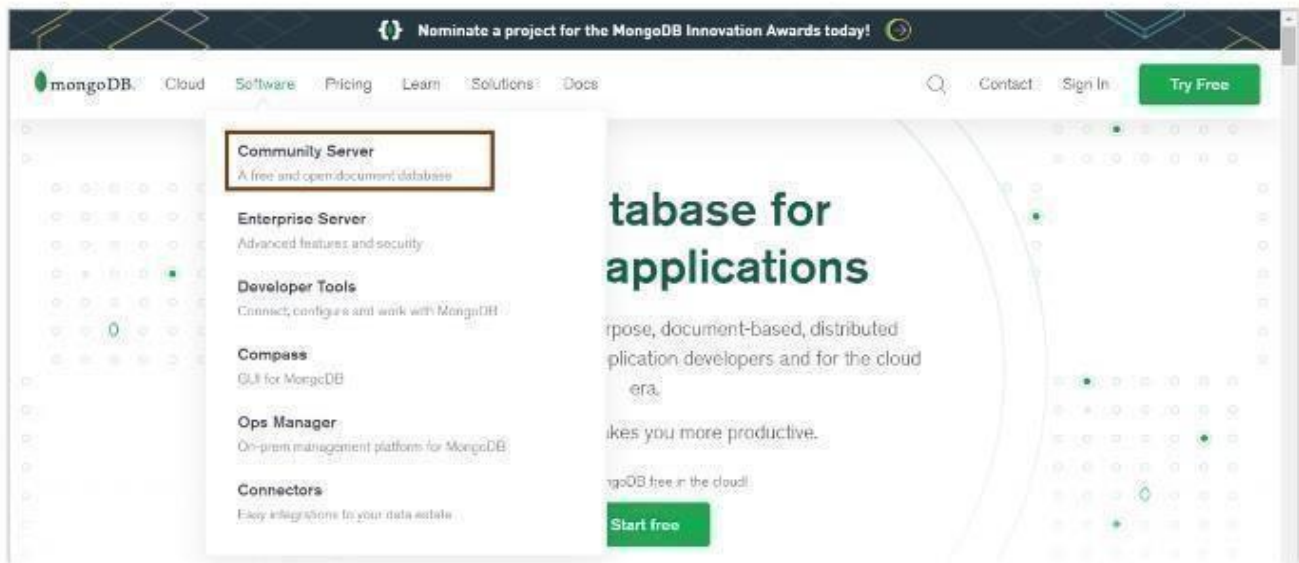 Nominate a project for the MongoDB Innovation Awards today!
mongoDB. Cloud Software Pricing Learn Solutions Docs Contact Sign In Try Free
Community Server
A free and open document database
Enterprise Server
Advanced features and security
Developer Tools
Connect, configure and work with MongoDB
Compass
GUI for MongoDB
Ops Manager
On-prem management platform for MongoDB
Connectors
Easy integrations to your data estate
tabase for
applications
rpose, document-based, distributed
plication developers and for the cloud
era.
kes you more productive.
ngoDB free in the cloud!
Start free